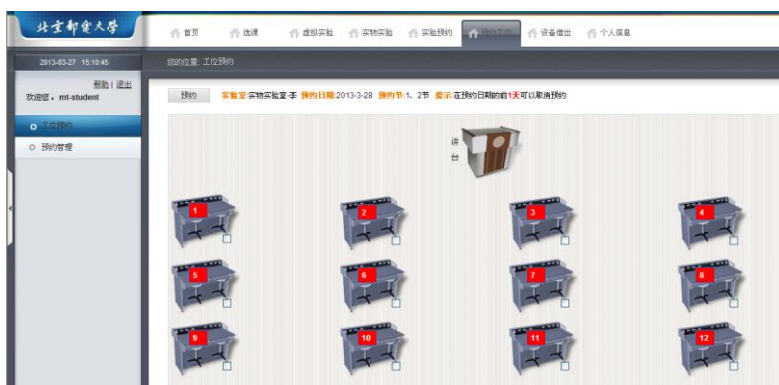 北京邮电大学
首页 选课 虚拟实验 实物实验 实验预约 设备借出 个人信息
2013-03-27 15:10:45
您的位置: 工位预约
帮助 | 退出
欢迎您，mt-student
预约 实验室:实物实验室-李 预约日期:2013-3-28 预约节:1、2节 提示:在预约日期的前1天可以取消预约
工位预约
预约管理
讲
台
1 2 3 4
5 6 7 8
9 10 11 12